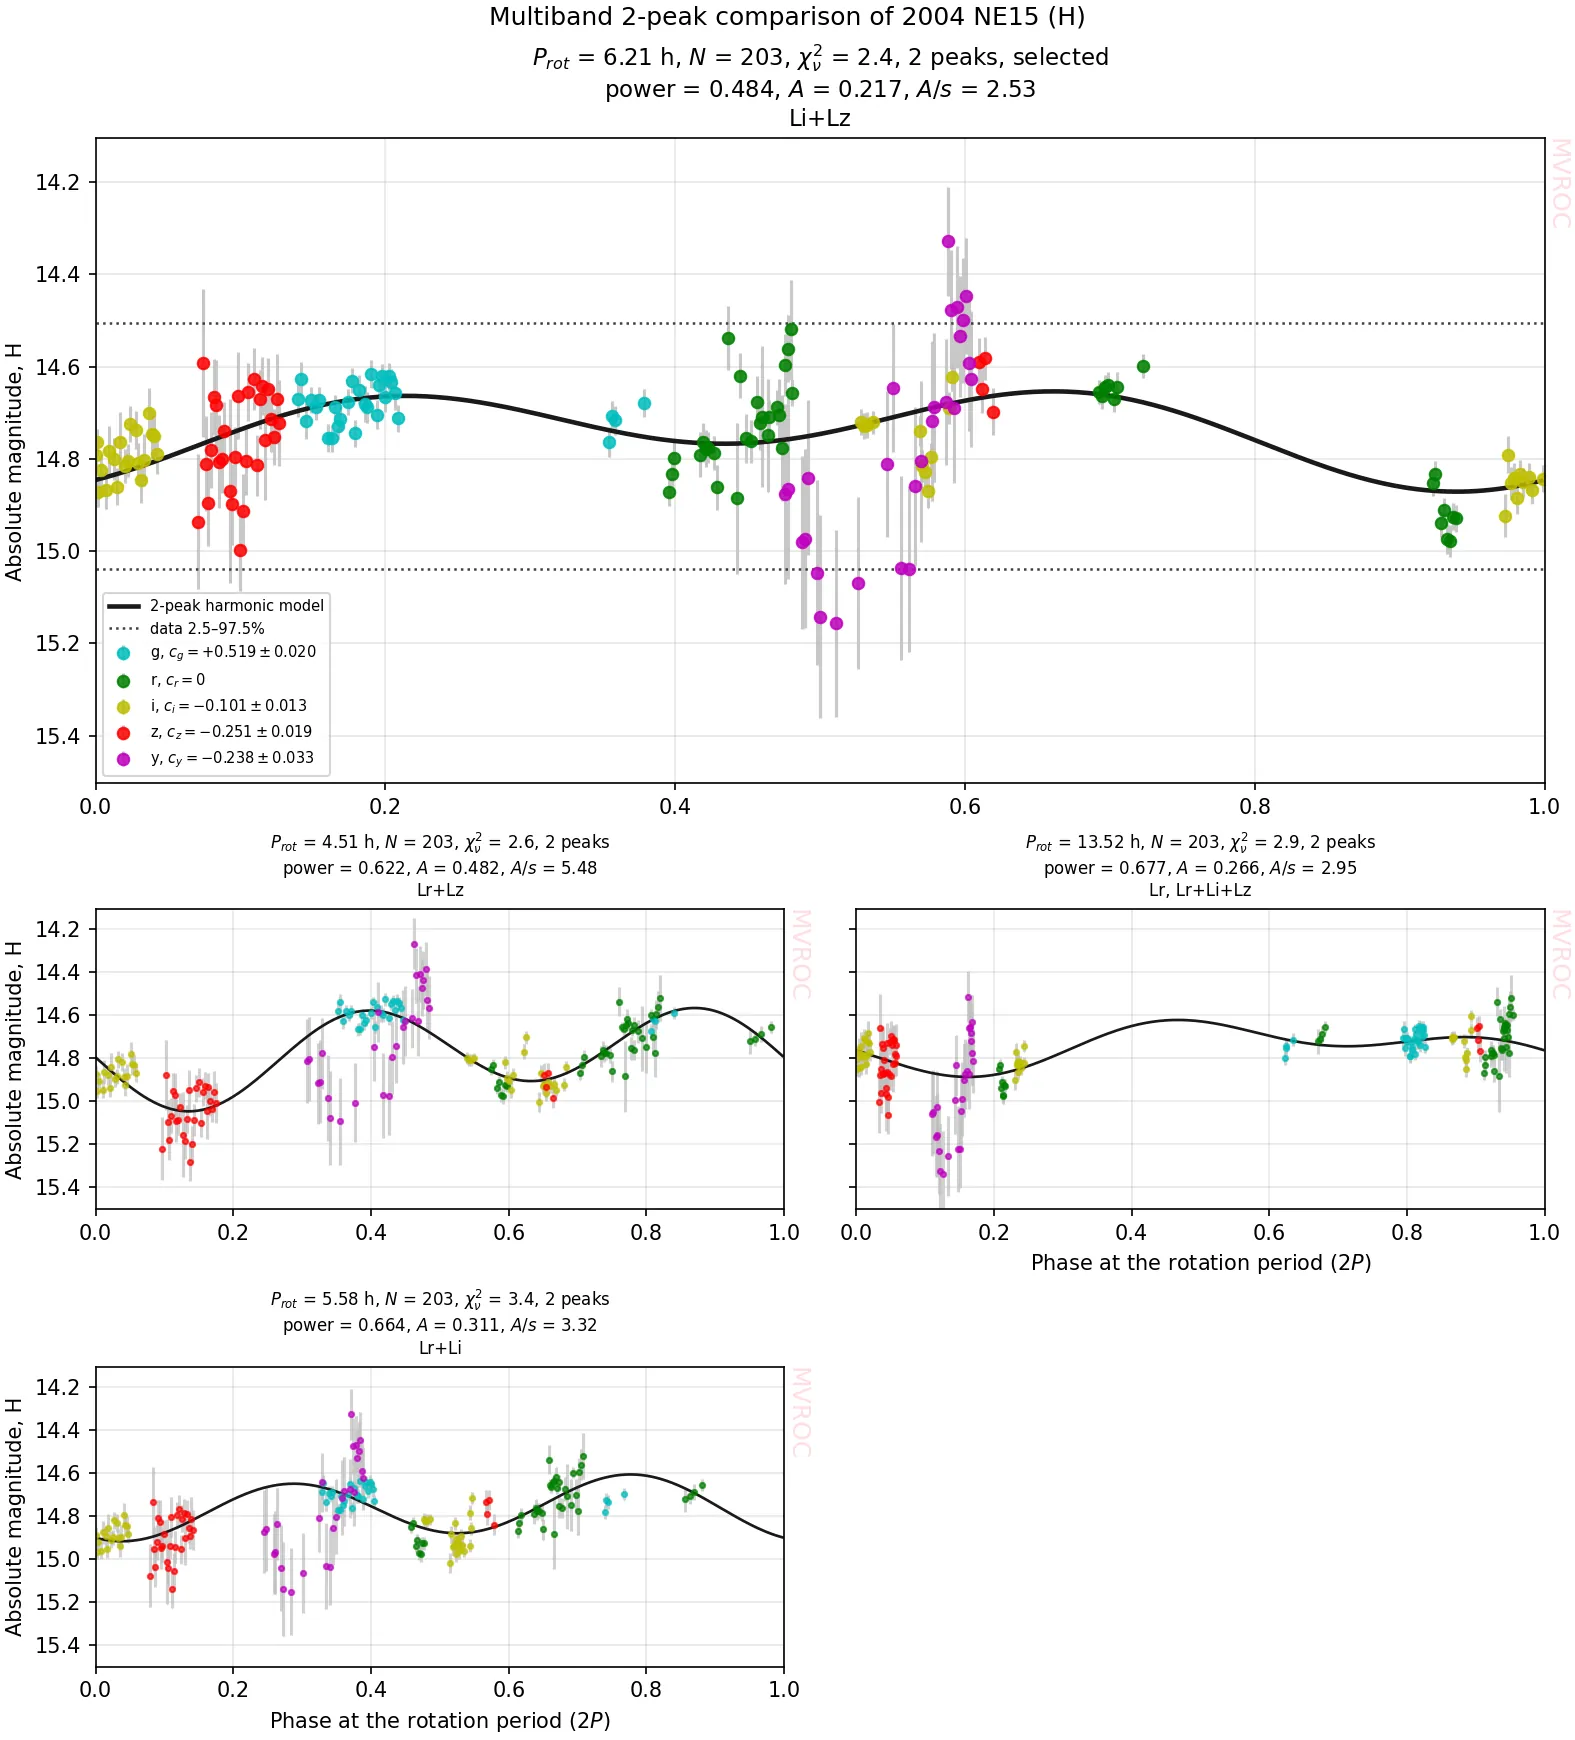 Multiband 2-peak comparison of 2004 NE15 (H)
P_rot = 6.21 h, N = 203, χ²_ν = 2.4, 2 peaks, selected
power = 0.484, A = 0.217, A/s = 2.53
Li+Lz
MVROC
Absolute magnitude, H
14.2
14.4
14.6
14.8
15.0
15.2
15.4
2-peak harmonic model
data 2.5–97.5%
g, c_g = +0.519 ± 0.020
r, c_r = 0
i, c_i = −0.101 ± 0.013
z, c_z = −0.251 ± 0.019
y, c_y = −0.238 ± 0.033
0.0 0.2 0.4 0.6 0.8 1.0
P_rot = 4.51 h, N = 203, χ²_ν = 2.6, 2 peaks
power = 0.622, A = 0.482, A/s = 5.48
Lr+Lz
MVROC
Absolute magnitude, H
14.2
14.4
14.6
14.8
15.0
15.2
15.4
0.0 0.2 0.4 0.6 0.8 1.0
P_rot = 13.52 h, N = 203, χ²_ν = 2.9, 2 peaks
power = 0.677, A = 0.266, A/s = 2.95
Lr, Lr+Li+Lz
MVROC
0.0 0.2 0.4 0.6 0.8 1.0
Phase at the rotation period (2P)
P_rot = 5.58 h, N = 203, χ²_ν = 3.4, 2 peaks
power = 0.664, A = 0.311, A/s = 3.32
Lr+Li
MVROC
Absolute magnitude, H
14.2
14.4
14.6
14.8
15.0
15.2
15.4
0.0 0.2 0.4 0.6 0.8 1.0
Phase at the rotation period (2P)